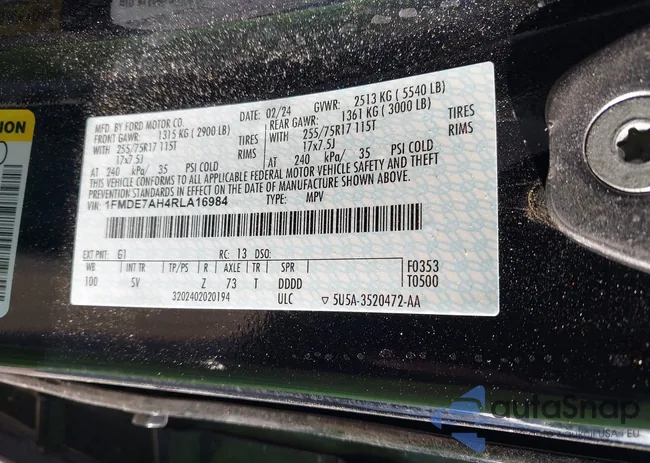 NION
MFD. BY FORD MOTOR CO. DATE: 02/24 GVWR: 2513 KG ( 5540 LB)
FRONT GAWR: 1315 KG ( 2900 LB) REAR GAWR: 1361 KG ( 3000 LB)
WITH 255/75R17 115T TIRES WITH 255/75R17 115T TIRES
17x7.5J RIMS 17x7.5J RIMS
AT 240 kPa/ 35 PSI COLD AT 240 kPa/ 35 PSI COLD
THIS VEHICLE CONFORMS TO ALL APPLICABLE FEDERAL MOTOR VEHICLE SAFETY AND THEFT
PREVENTION STANDARDS IN EFFECT ON THE DATE OF MANUFACTURE SHOWN ABOVE.
VIN: 1FMDE7AH4RLA16984 TYPE: MPV
EXT PNT: G1 RC: 13 DSO: F0353
WB INT TR TP/PS R AXLE TR SPR T0500
100 SV Z 73 T DDDD
3202402020194 ULC ▽ 5U5A-3520472-AA
autoSnap